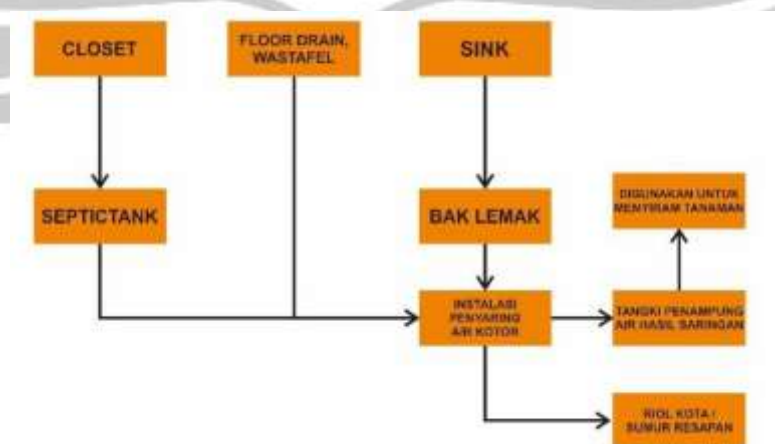 CLOSET
FLOOR DRAIN,
WASTAFEL
SINK
SEPTICTANK
BAK LEMAK
DIGUNAKAN UNTUK
MENYIRAM TANAMAN
INSTALASI
PENYARING
AIR KOTOR
TANGKI PENAMPUNG
AIR HASIL SARINGAN
RIOL KOTA /
SUMUR RESAPAN